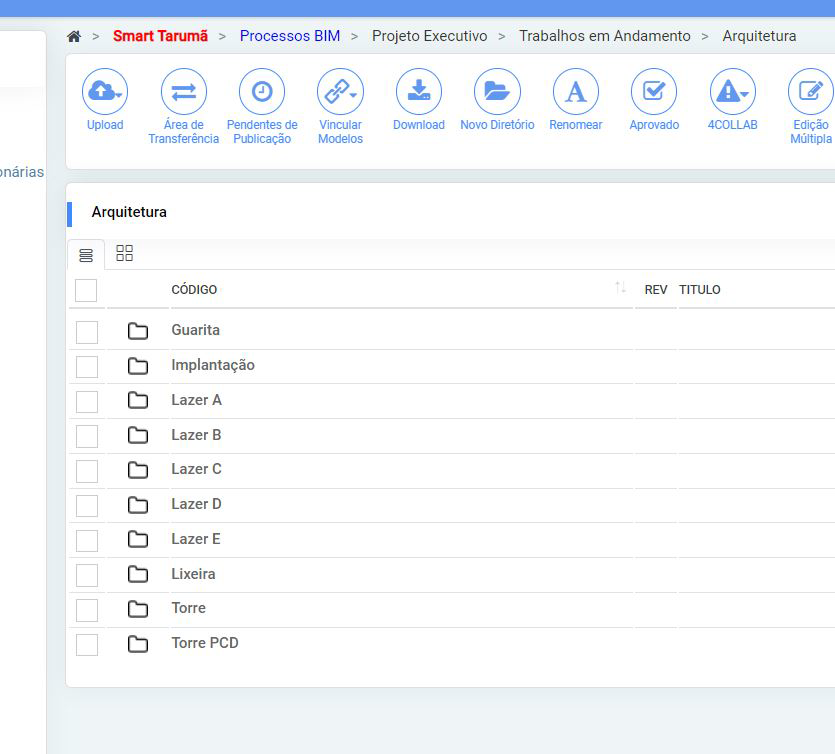 > Smart Tarumã > Processos BIM > Projeto Executivo > Trabalhos em Andamento > Arquitetura
Upload
Área de Transferência
Pendentes de Publicação
Vincular Modelos
Download
Novo Diretório
Renomear
Aprovado
4COLLAB
Edição Múltipla
onárias
Arquitetura
CÓDIGO REV TITULO
Guarita
Implantação
Lazer A
Lazer B
Lazer C
Lazer D
Lazer E
Lixeira
Torre
Torre PCD